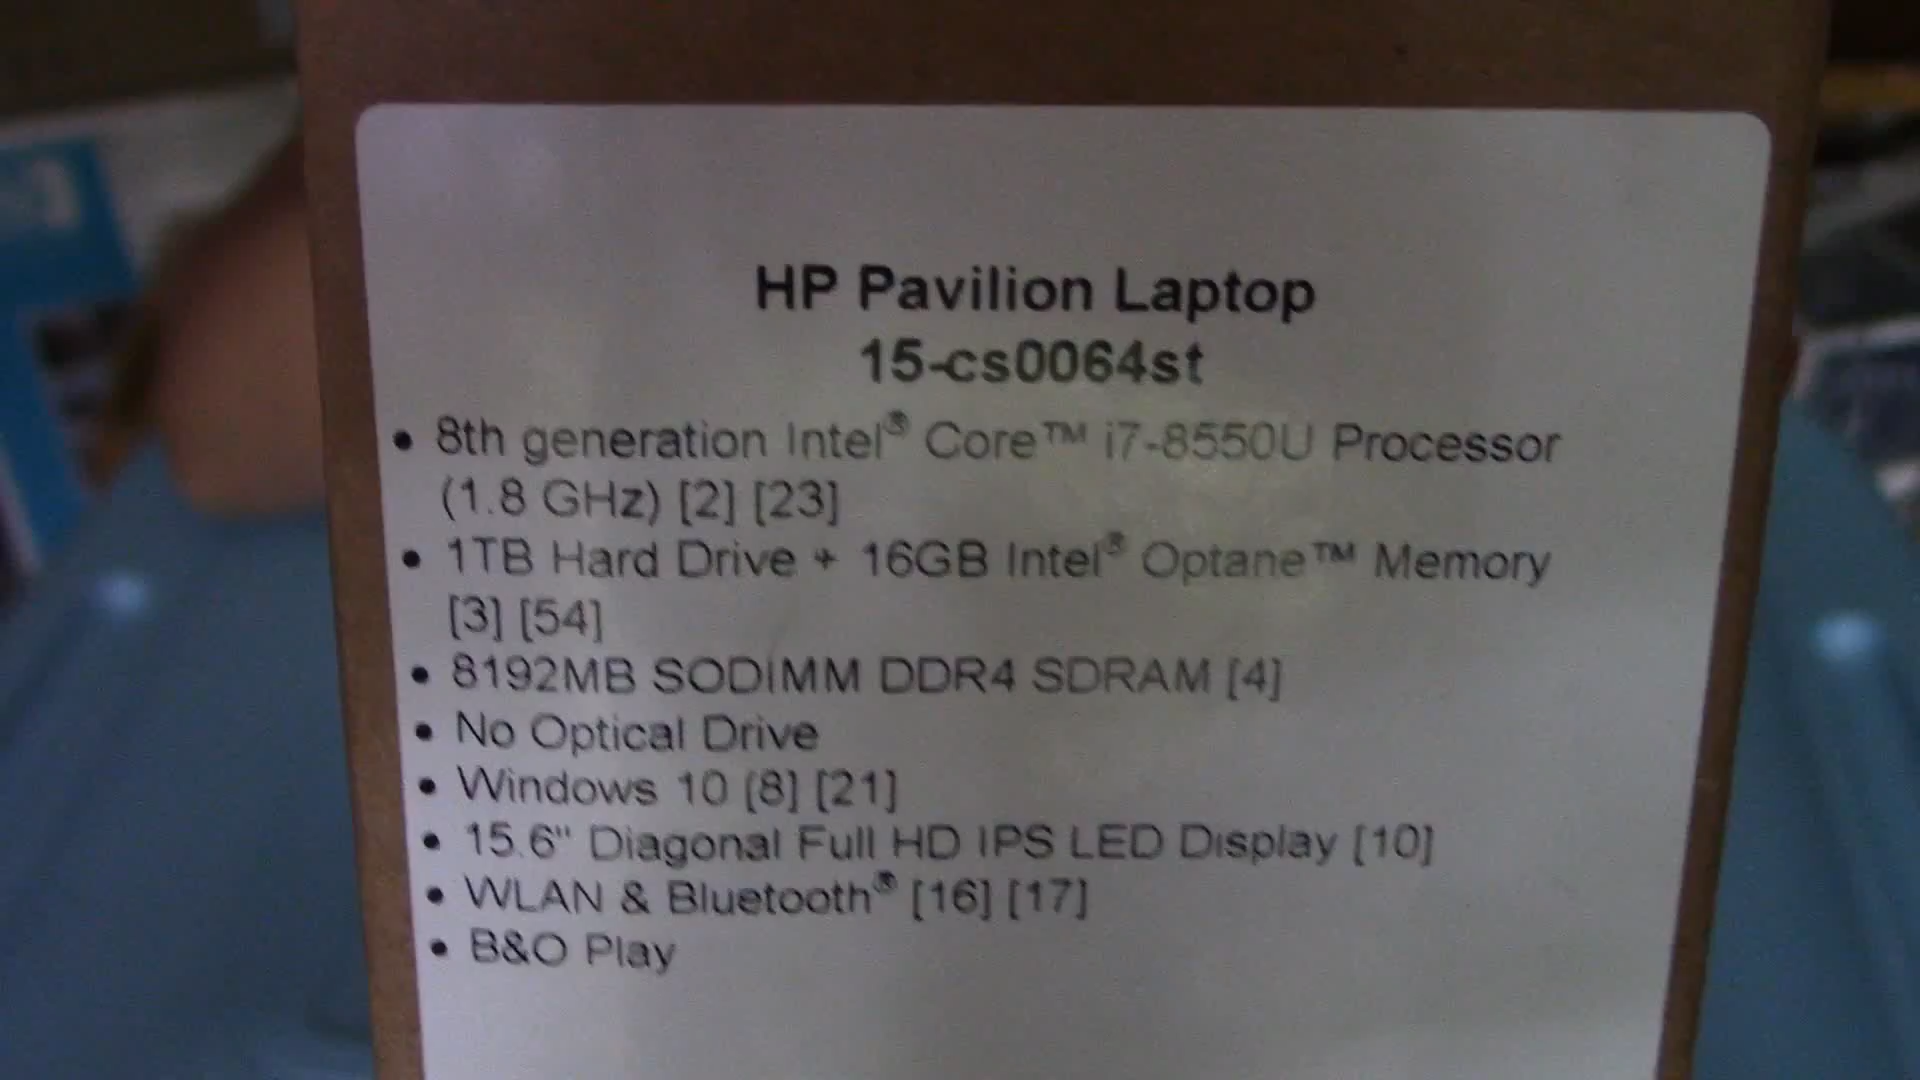 HP Pavilion Laptop
15-cs0064st
• 8th generation Intel® Core™ i7-8550U Processor
(1.8 GHz) [2] [23]
• 1TB Hard Drive + 16GB Intel® Optane™ Memory
[3] [54]
• 8192MB SODIMM DDR4 SDRAM [4]
• No Optical Drive
• Windows 10 [8] [21]
• 15.6" Diagonal Full HD IPS LED Display [10]
• WLAN & Bluetooth® [16] [17]
• B&O Play